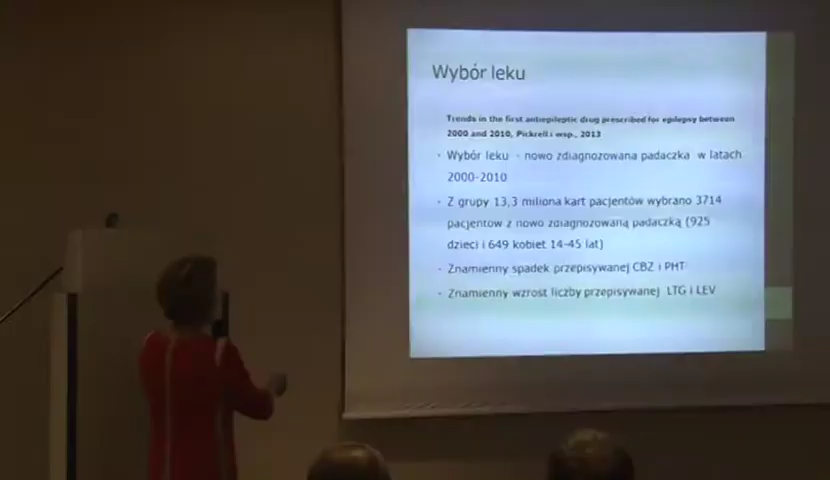 Wybór leku
Trends in the first antiepileptic drug prescribed for epilepsy between
2000 and 2010, Pickrell i wsp., 2013
· Wybór leku - nowo zdiagnozowana padaczka w latach
2000-2010
· Z grupy 13,3 miliona kart pacjentów wybrano 3714
pacjentów z nowo zdiagnozowaną padaczką (925
dzieci i 649 kobiet 14-45 lat)
· Znamienny spadek przepisywanej CBZ i PHT
· Znamienny wzrost liczby przepisywanej LTG i LEV